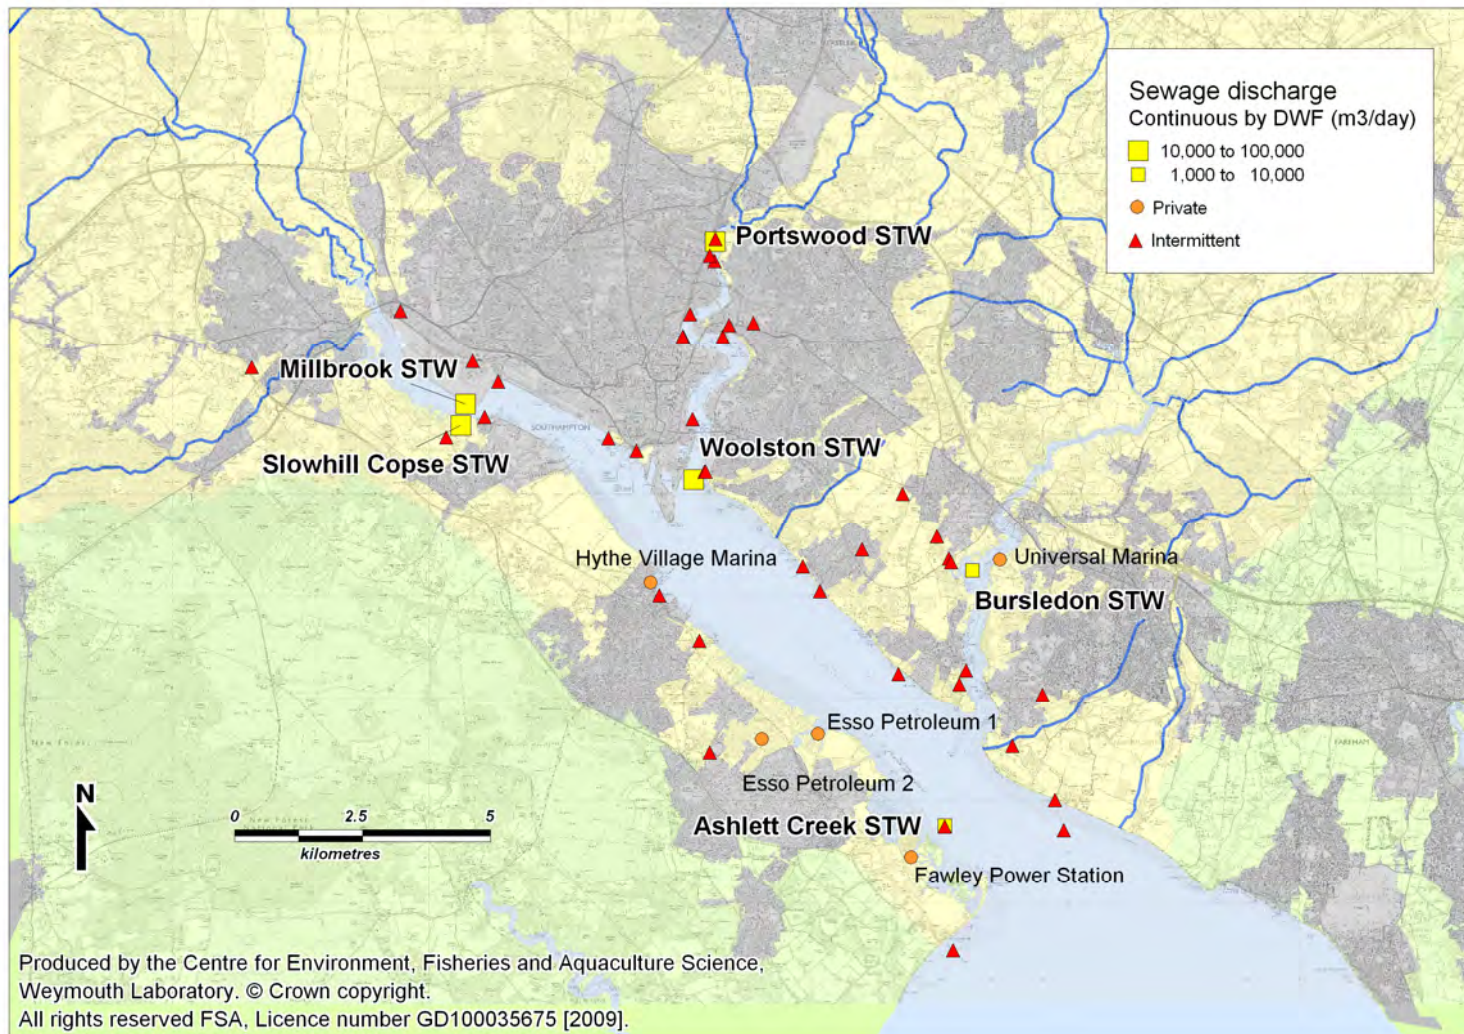 Sewage discharge
Continuous by DWF (m3/day)
10,000 to 100,000
1,000 to 10,000
Private
Intermittent
Portswood STW
Millbrook STW
SOUTHAMPTON
Slowhill Copse STW
Woolston STW
Hythe Village Marina
Universal Marina
Bursledon STW
Esso Petroleum 1
FAREHAM
Esso Petroleum 2
N
0 2.5 5
kilometres
Ashlett Creek STW
Fawley Power Station
Produced by the Centre for Environment, Fisheries and Aquaculture Science,
Weymouth Laboratory. © Crown copyright.
All rights reserved FSA, Licence number GD100035675 [2009].